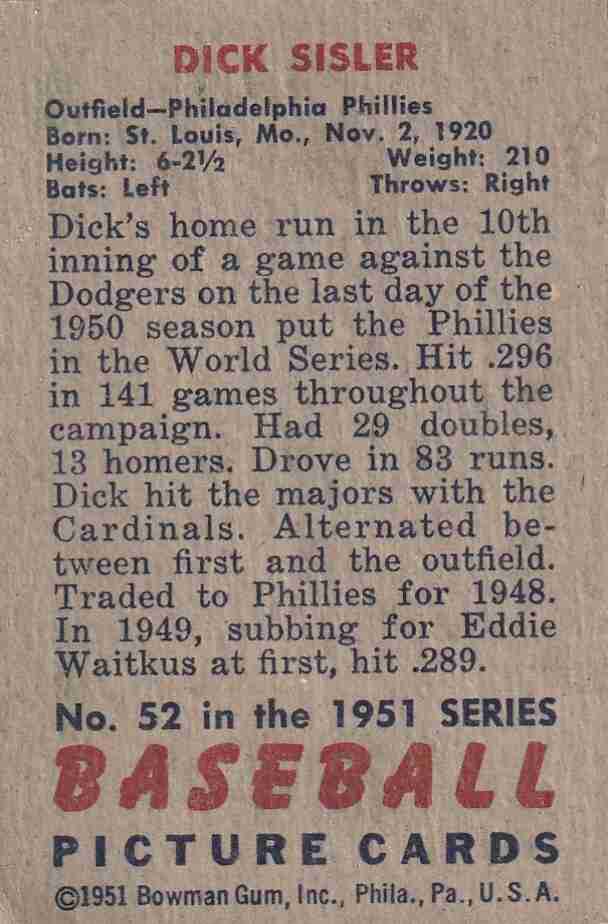 DICK SISLER
Outfield—Philadelphia Phillies
Born: St. Louis, Mo., Nov. 2, 1920
Height: 6-2½ Weight: 210
Bats: Left Throws: Right
Dick's home run in the 10th
inning of a game against the
Dodgers on the last day of the
1950 season put the Phillies
in the World Series. Hit .296
in 141 games throughout the
campaign. Had 29 doubles,
13 homers. Drove in 83 runs.
Dick hit the majors with the
Cardinals. Alternated be-
tween first and the outfield.
Traded to Phillies for 1948.
In 1949, subbing for Eddie
Waitkus at first, hit .289.
No. 52 in the 1951 SERIES
BASEBALL
PICTURE CARDS
©1951 Bowman Gum, Inc., Phila., Pa., U.S.A.